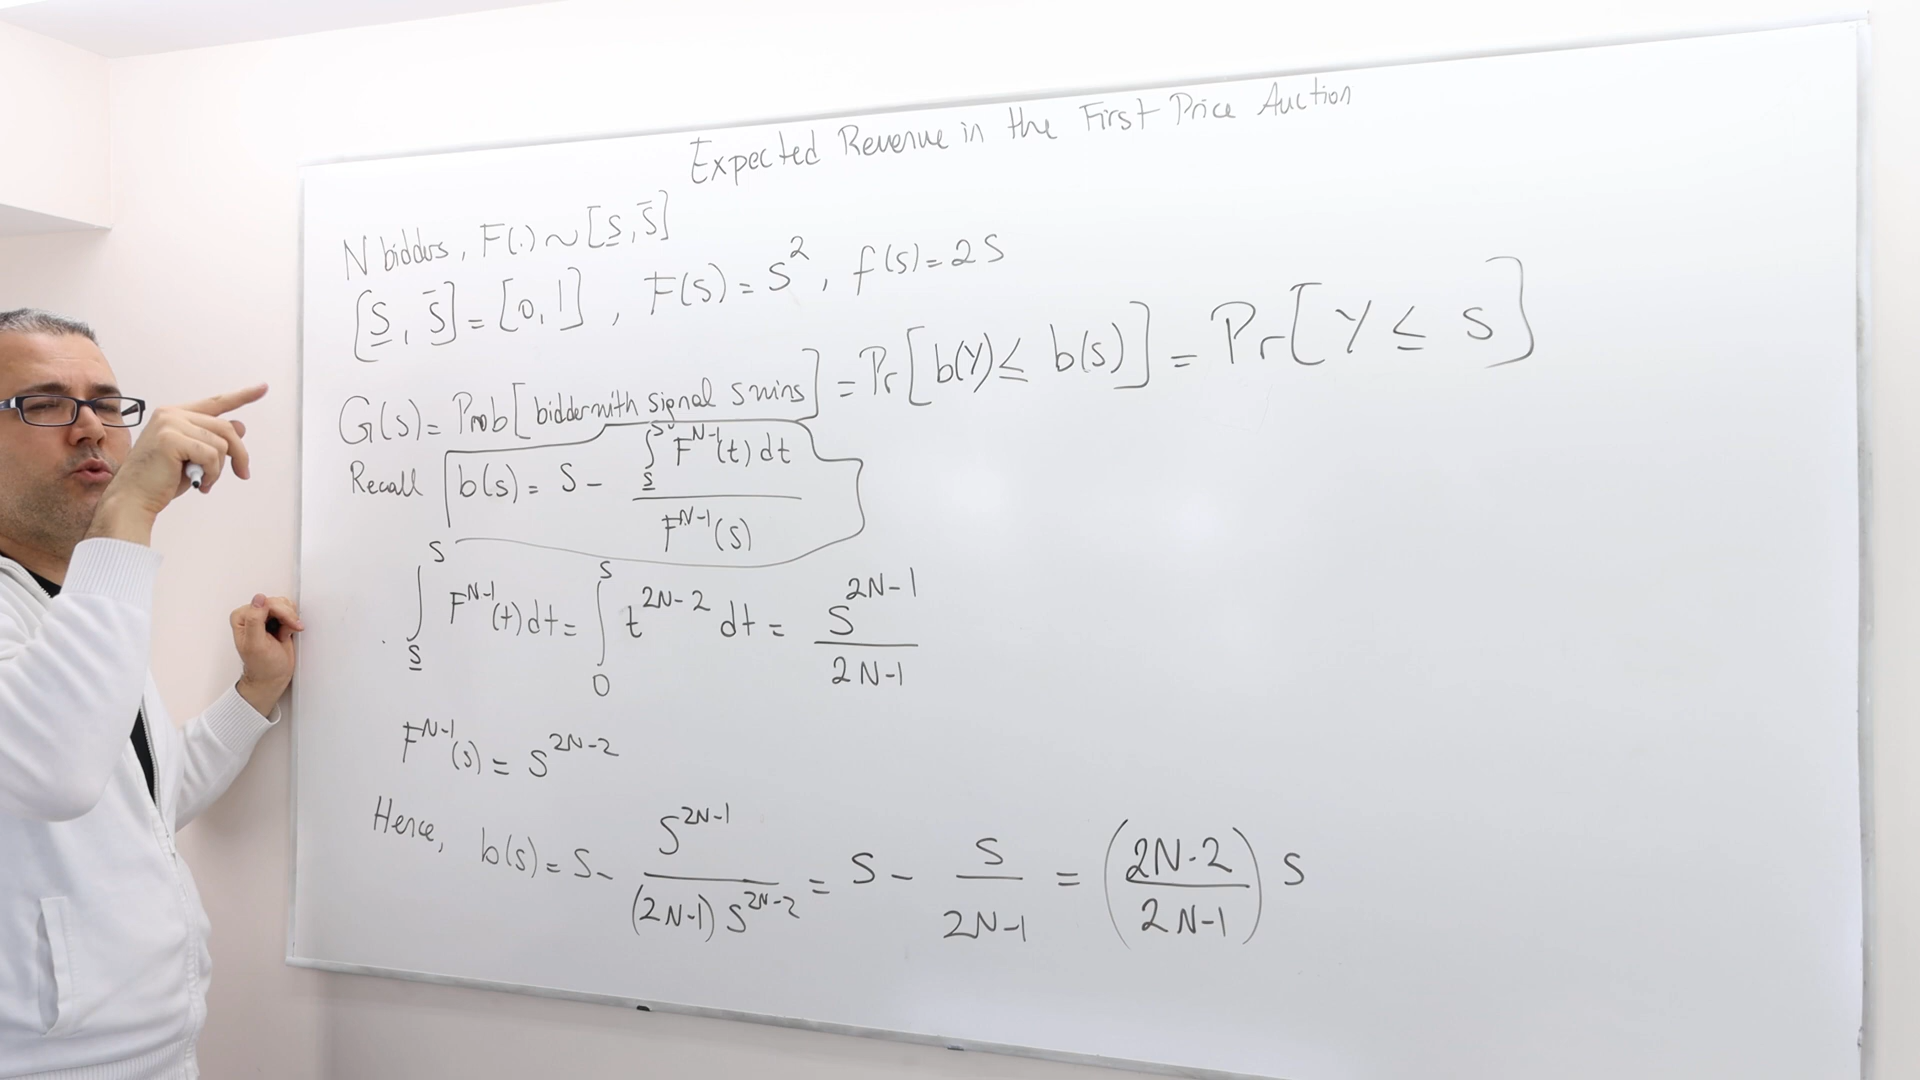 Expected Revenue in the First Price Auction
N bidders, F(.) ~ [s̲, s̄]
[s̲, s̄] = [0,1], F(s) = s², f(s) = 2s
G(s) = Prob[bidder with signal s wins] = Pr[b(Y) ≤ b(s)] = Pr[Y ≤ s]
Recall b(s) = s - ∫_s̲^s F^{N-1}(t) dt / F^{N-1}(s)
∫_s̲^s F^{N-1}(t) dt = ∫_0^s t^{2N-2} dt = s^{2N-1} / (2N-1)
F^{N-1}(s) = s^{2N-2}
Hence, b(s) = s - s^{2N-1} / ((2N-1) s^{2N-2}) = s - s / (2N-1) = ((2N-2) / (2N-1)) s